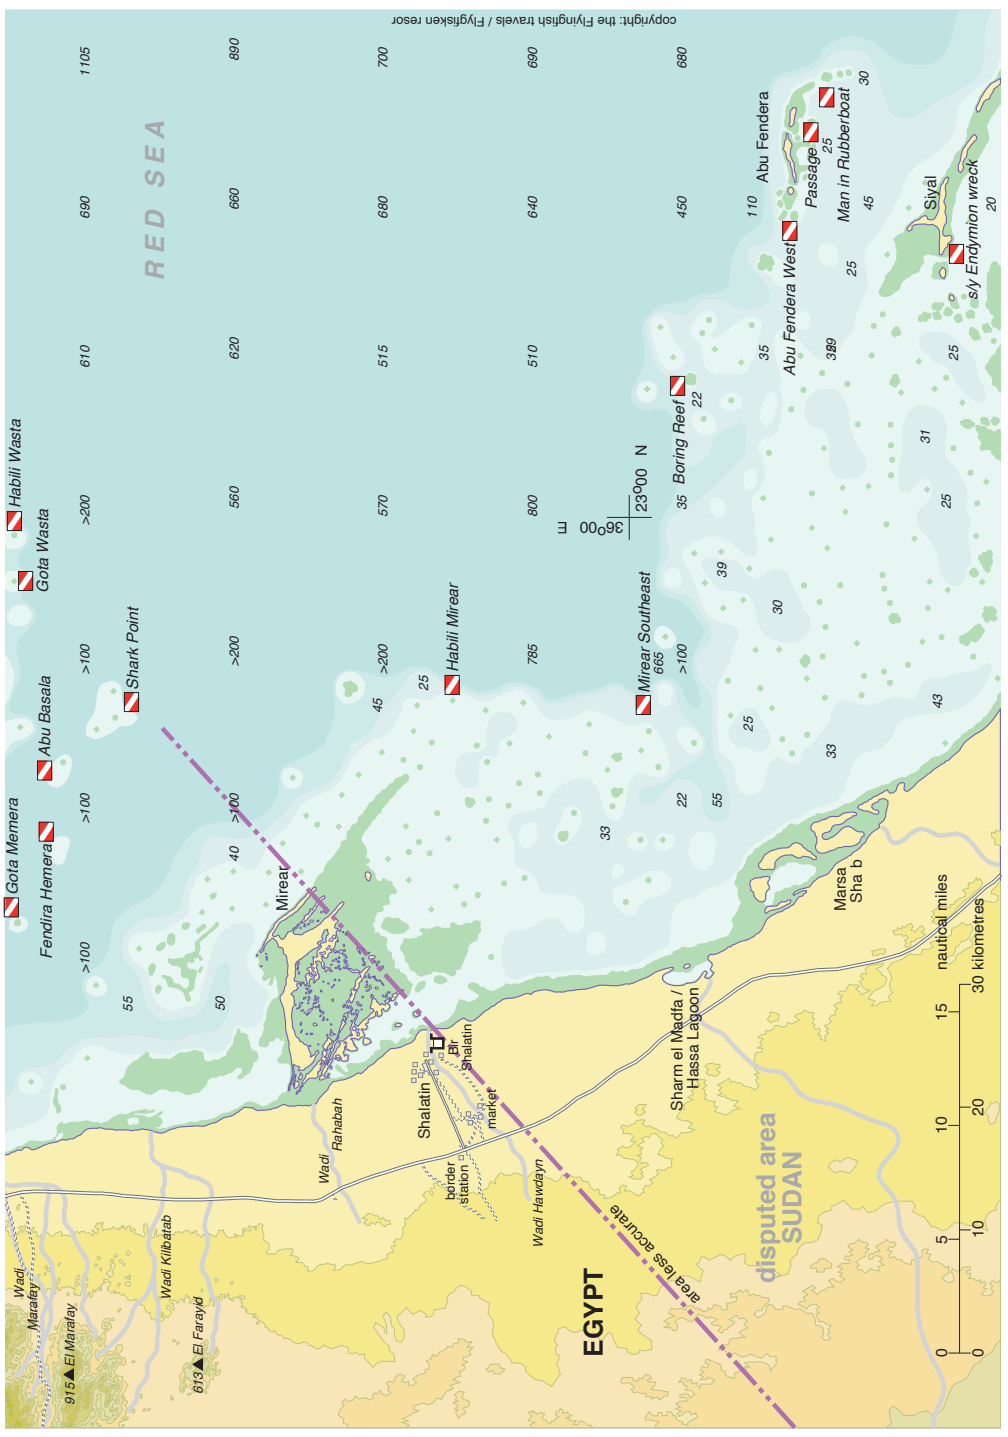 Gota Memera
Habili Wasta
Wadi
Marafay
Fendira Hemera
Abu Basala
Gota Wasta
915 El Marafay
>100
>100
>100
>200
610
690
1105
55
Shark Point
RED SEA
Wadi Kilibatab
613 El Farayid
50
40
>100
>200
560
620
660
890
Mirear
Wadi
Rahabah
45
>200
570
515
680
700
Shalatin
25
Habili Mirear
Bir
Shalatin
border
station
market
Wadi Hawdayn
785
800
510
640
690
36°00 E
23°00 N
EGYPT
33
Mirear Southeast
665
area less accurate
22
>100
35
450
680
Boring Reef
22
Sharm el Madfa /
Hassa Lagoon
55
39
25
110
Abu Fendera
disputed area
SUDAN
30
35
Abu Fendera West
Passage
25
33
29
Man in Rubberboat
Marsa
Sha b
25
45
30
31
Siyal
43
25
25
s/y Endymion wreck
20
0 5 10 15 nautical miles
0 10 20 30 kilometres
copyright: the Flyingfish travels / Flygfisken resor